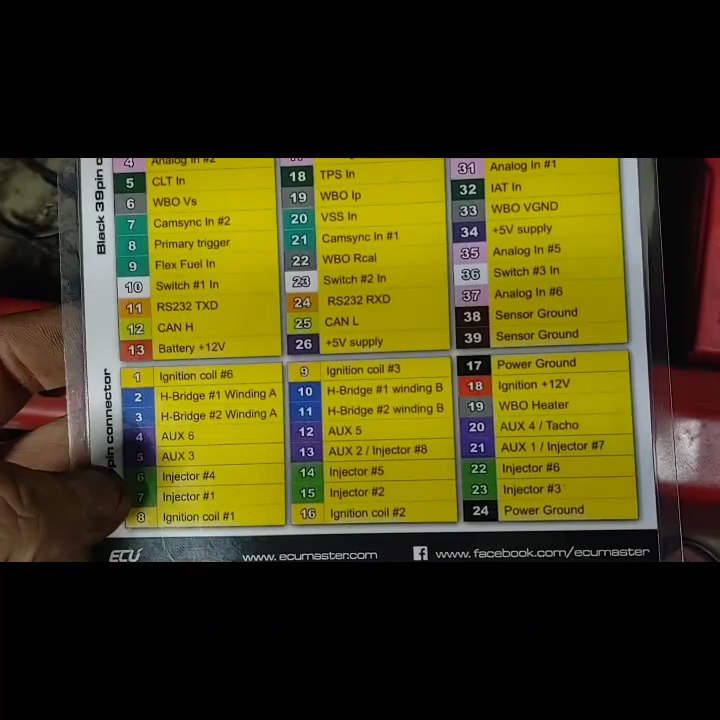 Black 39pin c
4 Analog In #2
5 CLT In
6 WBO Vs
7 Camsync In #2
8 Primary trigger
9 Flex Fuel In
10 Switch #1 In
11 RS232 TXD
12 CAN H
13 Battery +12V
18 TPS In
19 WBO Ip
20 VSS In
21 Camsync In #1
22 WBO Rcal
23 Switch #2 In
24 RS232 RXD
25 CAN L
26 +5V supply
31 Analog In #1
32 IAT In
33 WBO VGND
34 +5V supply
35 Analog In #5
36 Switch #3 In
37 Analog In #6
38 Sensor Ground
39 Sensor Ground
pin connector
1 Ignition coil #6
2 H-Bridge #1 Winding A
3 H-Bridge #2 Winding A
4 AUX 6
5 AUX 3
6 Injector #4
7 Injector #1
8 Ignition coil #1
9 Ignition coil #3
10 H-Bridge #1 winding B
11 H-Bridge #2 winding B
12 AUX 5
13 AUX 2 / Injector #8
14 Injector #5
15 Injector #2
16 Ignition coil #2
17 Power Ground
18 Ignition +12V
19 WBO Heater
20 AUX 4 / Tacho
21 AUX 1 / Injector #7
22 Injector #6
23 Injector #3
24 Power Ground
ECU www.ecumaster.com f www.facebook.com/ecumaster